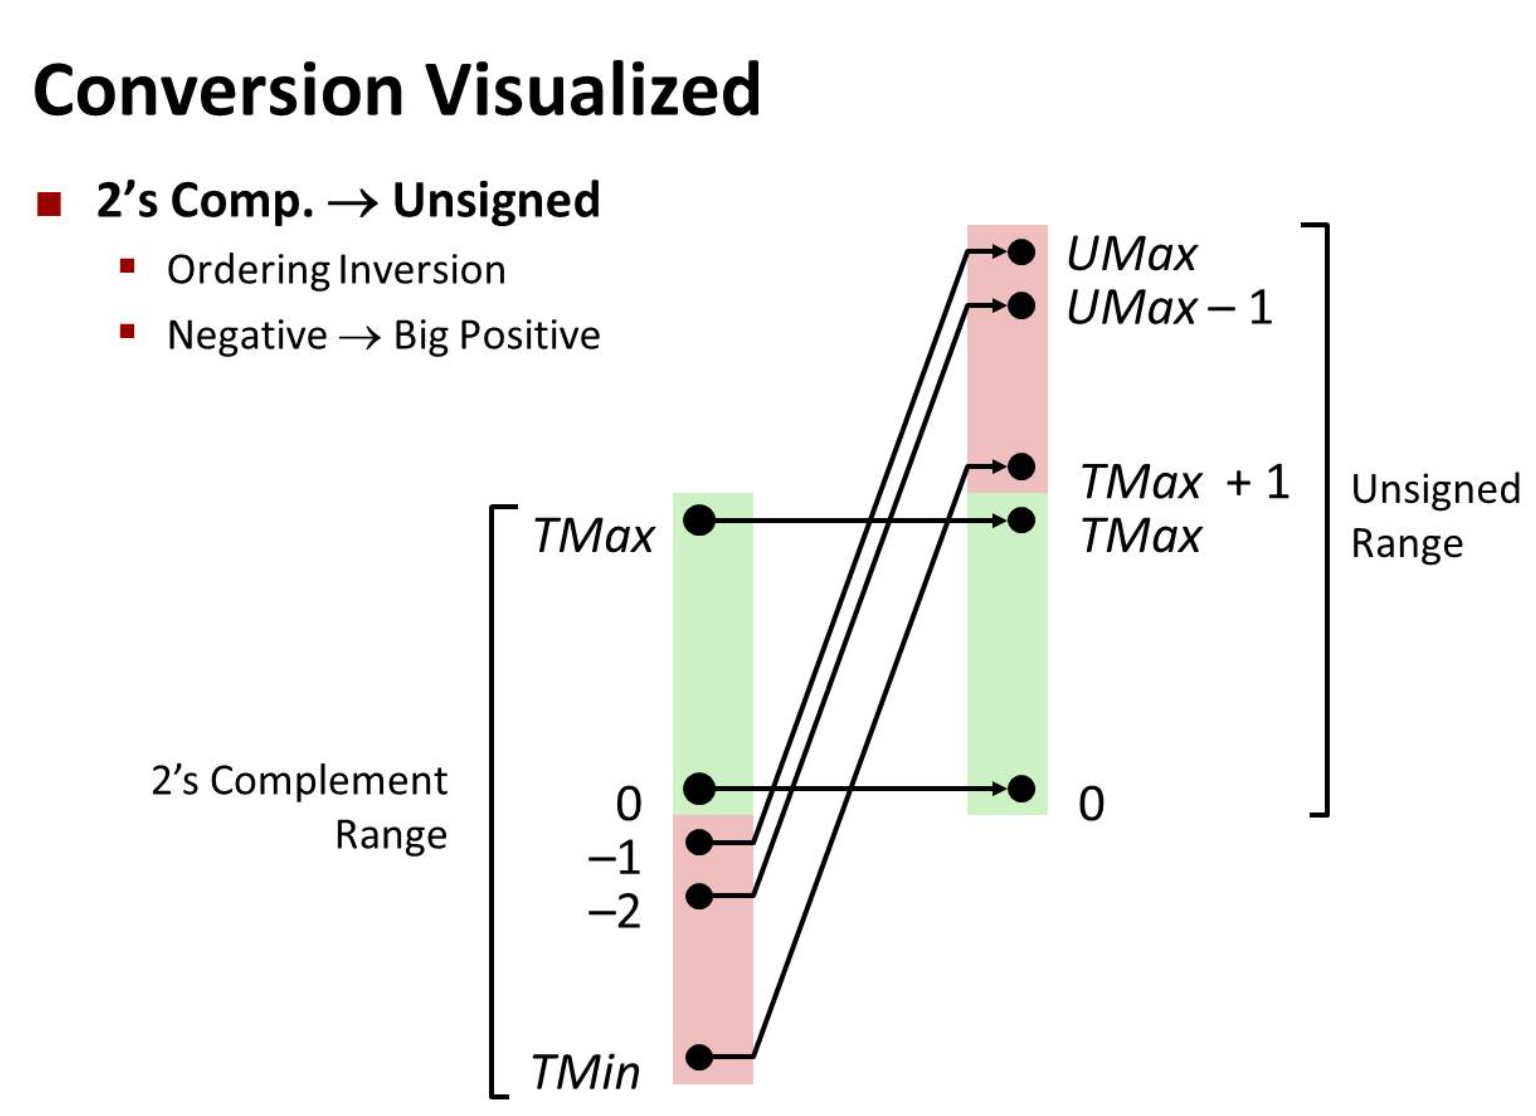 Conversion Visualized
2’s Comp. → Unsigned
Ordering Inversion
Negative → Big Positive
UMax
UMax – 1
TMax + 1
TMax
Unsigned
Range
0
TMax
2’s Complement
Range
0
–1
–2
TMin